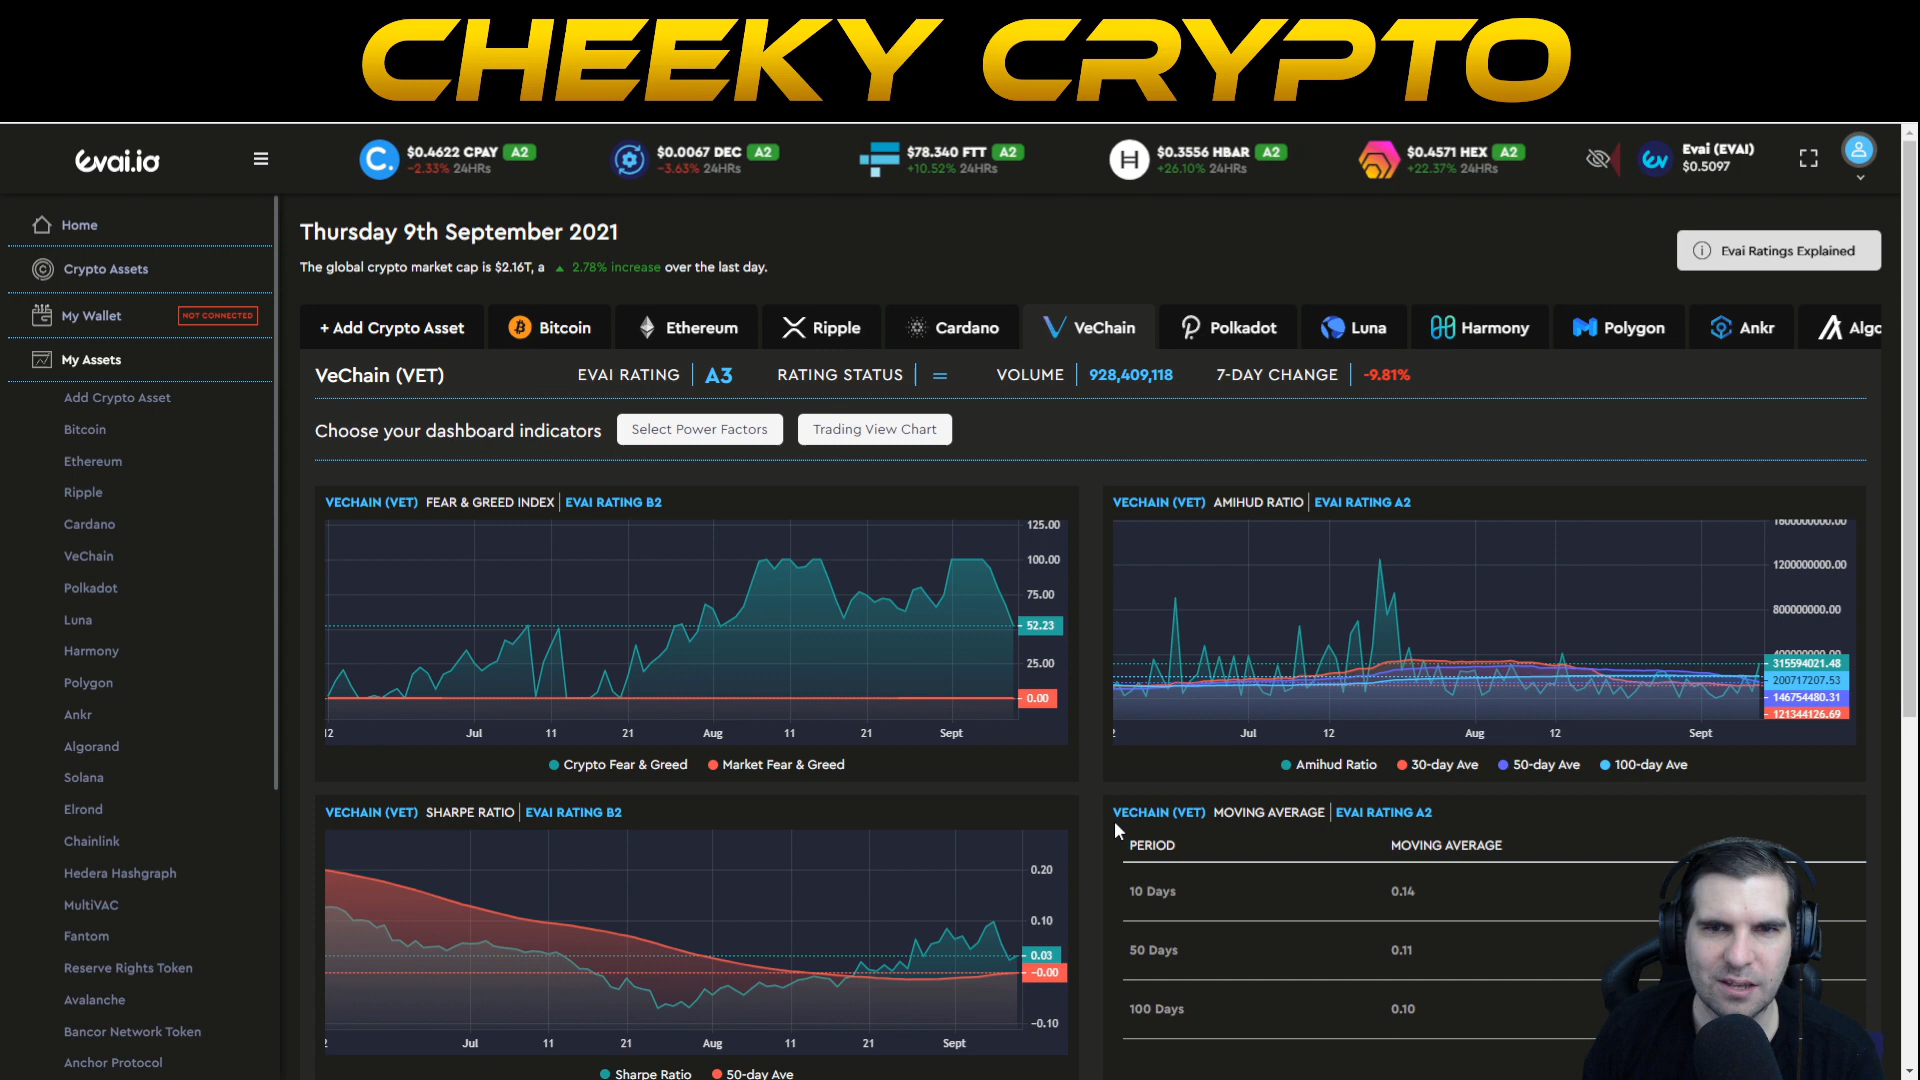 CHEEKY CRYPTO
evai.io
$0.4622 CPAY A2
-2.33% 24HRs
$0.0067 DEC A2
-3.63% 24HRs
$78.340 FTT A2
+10.52% 24HRs
$0.3556 HBAR A2
+26.10% 24HRs
$0.4571 HEX A2
+22.37% 24HRs
Evai (EVAI)
$0.5097
Home
Crypto Assets
My Wallet NOT CONNECTED
My Assets
Add Crypto Asset
Bitcoin
Ethereum
Ripple
Cardano
VeChain
Polkadot
Luna
Harmony
Polygon
Ankr
Algorand
Solana
Elrond
Chainlink
Hedera Hashgraph
MultiVAC
Fantom
Reserve Rights Token
Avalanche
Bancor Network Token
Anchor Protocol
Thursday 9th September 2021
The global crypto market cap is $2.16T, a ▲ 2.78% increase over the last day.
Evai Ratings Explained
+ Add Crypto Asset Bitcoin Ethereum Ripple Cardano VeChain Polkadot Luna Harmony Polygon Ankr Algo
VeChain (VET) EVAI RATING A3 RATING STATUS = VOLUME 928,409,118 7-DAY CHANGE -9.81%
Choose your dashboard indicators Select Power Factors Trading View Chart
VECHAIN (VET) FEAR & GREED INDEX EVAI RATING B2
125.00
100.00
75.00
52.23
25.00
0.00
12 Jul 11 21 Aug 11 21 Sept
Crypto Fear & Greed Market Fear & Greed
VECHAIN (VET) AMIHUD RATIO EVAI RATING A2
1600000000.00
1200000000.00
800000000.00
400000000.00
315594021.48
200717207.53
146754480.31
121344126.69
2 Jul 12 Aug 12 Sept
Amihud Ratio 30-day Ave 50-day Ave 100-day Ave
VECHAIN (VET) SHARPE RATIO EVAI RATING B2
0.20
0.10
0.03
-0.00
-0.10
2 Jul 11 21 Aug 11 21 Sept
Sharpe Ratio 50-day Ave
VECHAIN (VET) MOVING AVERAGE EVAI RATING A2
PERIOD MOVING AVERAGE
10 Days 0.14
50 Days 0.11
100 Days 0.10